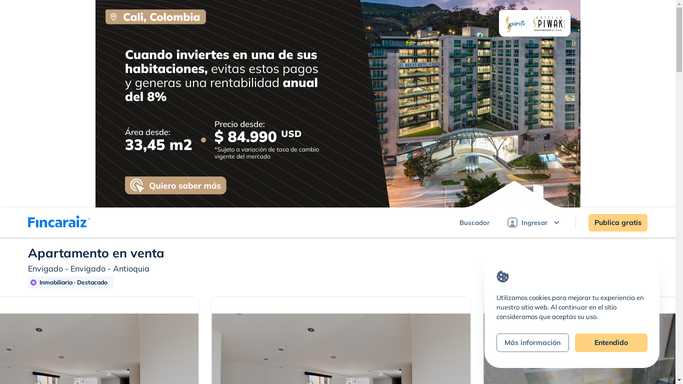 Cali, Colombia
Spirito
HOTELES
PIWAK
Cuando inviertes en una de sus
habitaciones, evitas estos pagos
y generas una rentabilidad anual
del 8%
Área desde:
33,45 m2
Precio desde:
$ 84.990 USD
*Sujeto a variación de tasa de cambio
vigente del mercado
Quiero saber más
Fincaraíz
Buscador
Ingresar
Publica gratis
Apartamento en venta
Envigado - Envigado - Antioquia
Inmobiliaria · Destacado
Utilizamos cookies para mejorar tu experiencia en
nuestro sitio web. Al continuar en el sitio
consideramos que aceptas su uso.
Más información
Entendido